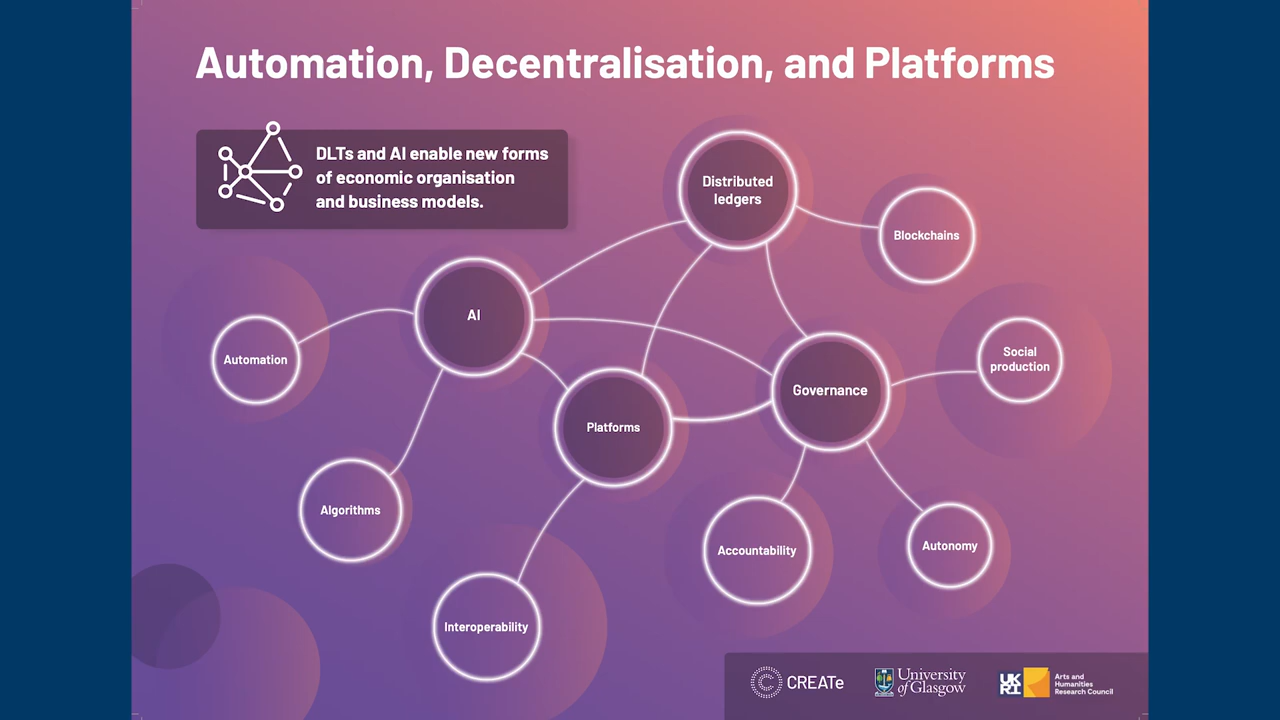 Automation, Decentralisation, and Platforms
DLTs and AI enable new forms
of economic organisation
and business models.
Distributed
ledgers
Blockchains
AI
Automation
Social
production
Governance
Platforms
Algorithms
Accountability
Autonomy
Interoperability
CREATe
University
of Glasgow
UK
RI
Arts and
Humanities
Research Council